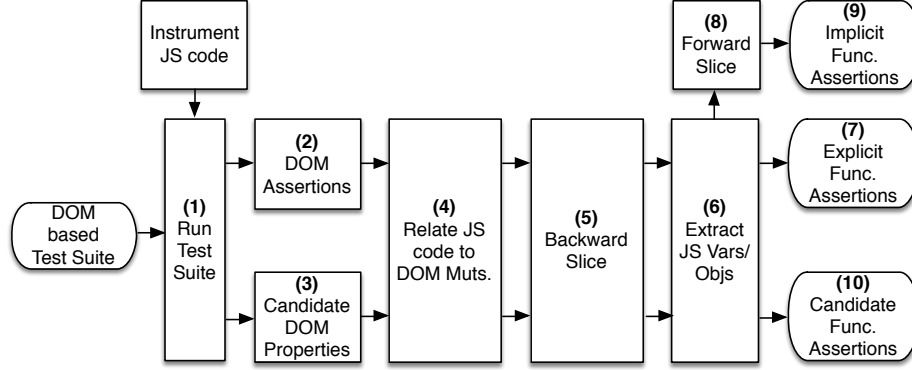 Instrument
JS code
(8)
Forward
Slice
(9)
Implicit
Func.
Assertions
DOM
based
Test Suite
(1)
Run
Test
Suite
(2)
DOM
Assertions
(3)
Candidate
DOM
Properties
(4)
Relate JS
code to
DOM Muts.
(5)
Backward
Slice
(6)
Extract
JS Vars/
Objs
(7)
Explicit
Func.
Assertions
(10)
Candidate
Func.
Assertions